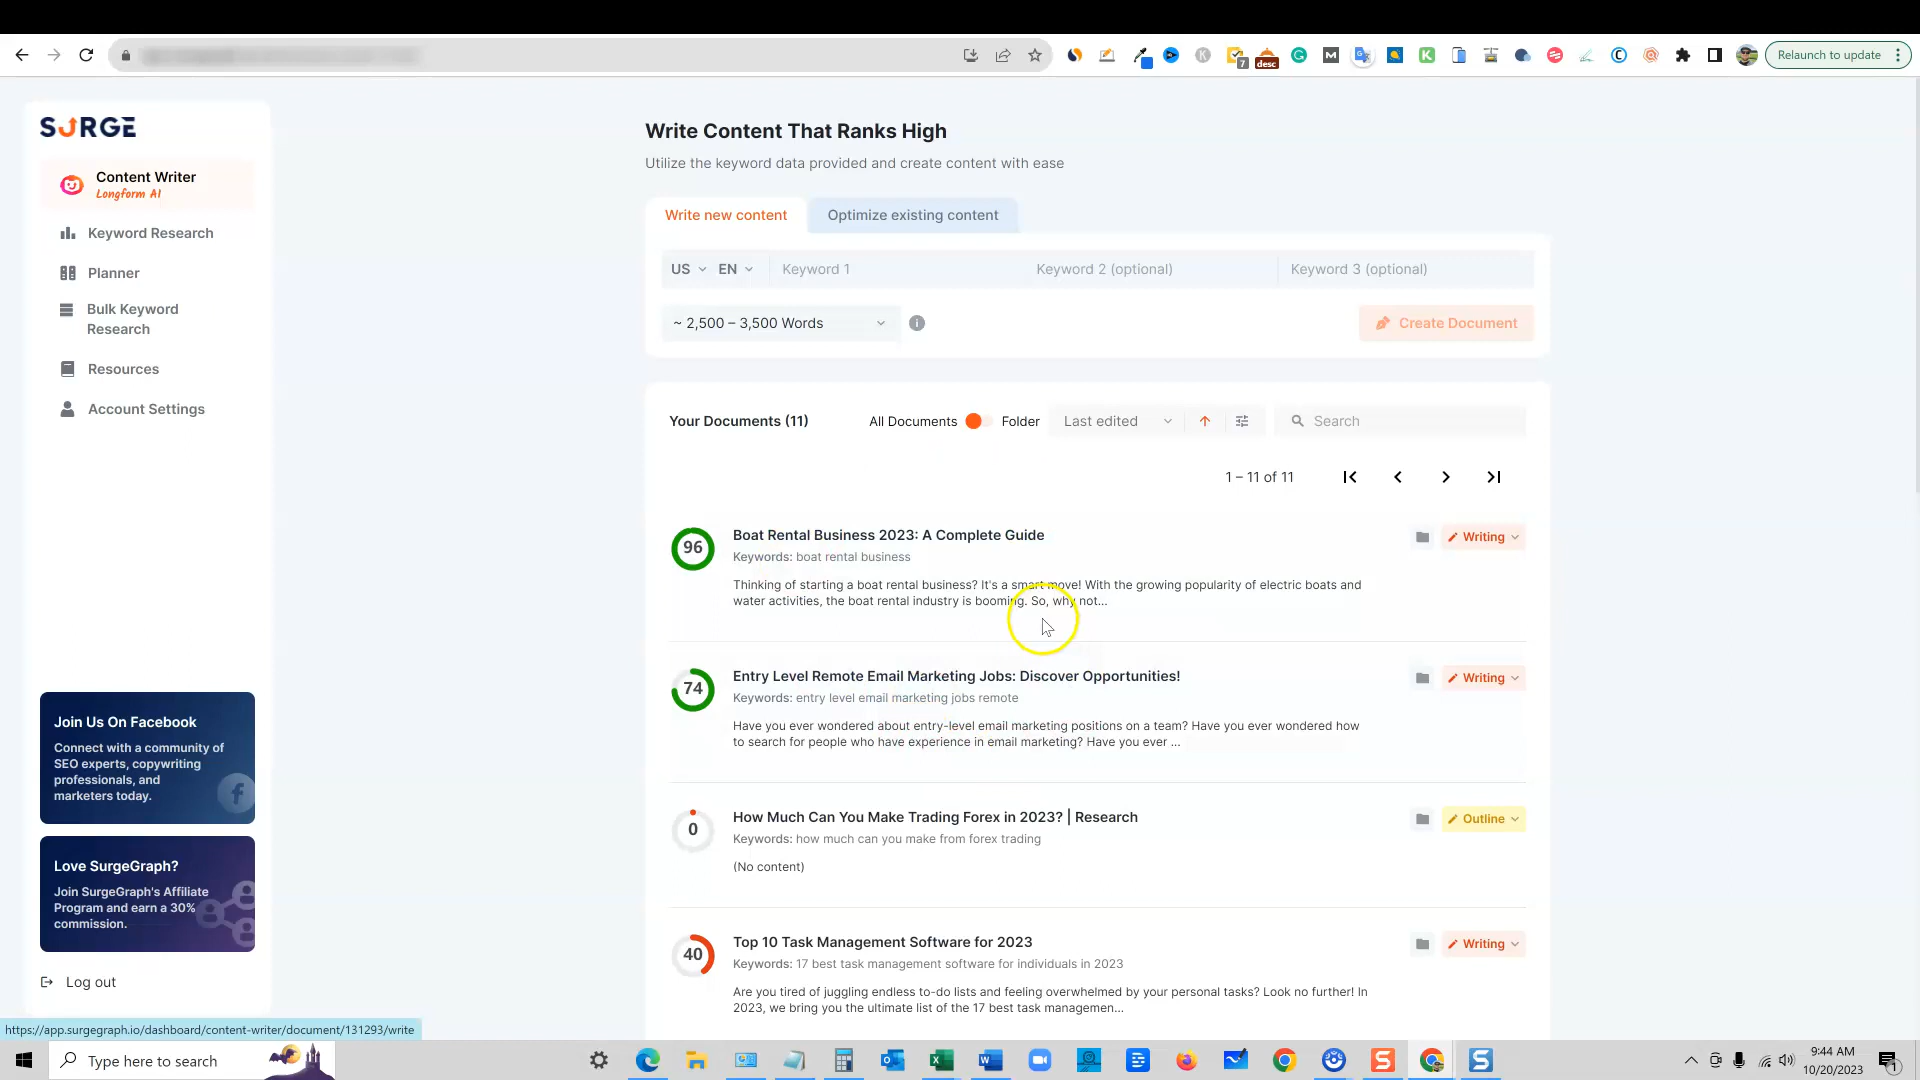 desc
7
Relaunch to update
SURGE
Content Writer
Longform AI
Keyword Research
Planner
Bulk Keyword
Research
Resources
Account Settings
Join Us On Facebook
Connect with a community of
SEO experts, copywriting
professionals, and
marketers today.
Love SurgeGraph?
Join SurgeGraph's Affiliate
Program and earn a 30%
commission.
Log out
Write Content That Ranks High
Utilize the keyword data provided and create content with ease
Write new content
Optimize existing content
US EN Keyword 1 Keyword 2 (optional) Keyword 3 (optional)
~ 2,500 – 3,500 Words
Create Document
Your Documents (11)
All Documents Folder
Last edited
Search
1 – 11 of 11
96
Boat Rental Business 2023: A Complete Guide
Keywords: boat rental business
Thinking of starting a boat rental business? It's a smart move! With the growing popularity of electric boats and
water activities, the boat rental industry is booming. So, why not...
Writing
74
Entry Level Remote Email Marketing Jobs: Discover Opportunities!
Keywords: entry level email marketing jobs remote
Have you ever wondered about entry-level email marketing positions on a team? Have you ever wondered how
to search for people who have experience in email marketing? Have you ever ...
Writing
0
How Much Can You Make Trading Forex in 2023? | Research
Keywords: how much can you make from forex trading
(No content)
Outline
40
Top 10 Task Management Software for 2023
Keywords: 17 best task management software for individuals in 2023
Are you tired of juggling endless to-do lists and feeling overwhelmed by your personal tasks? Look no further! In
2023, we bring you the ultimate list of the 17 best task managemen...
Writing
https://app.surgegraph.io/dashboard/content-writer/document/131293/write
Type here to search
9:44 AM
10/20/2023
1